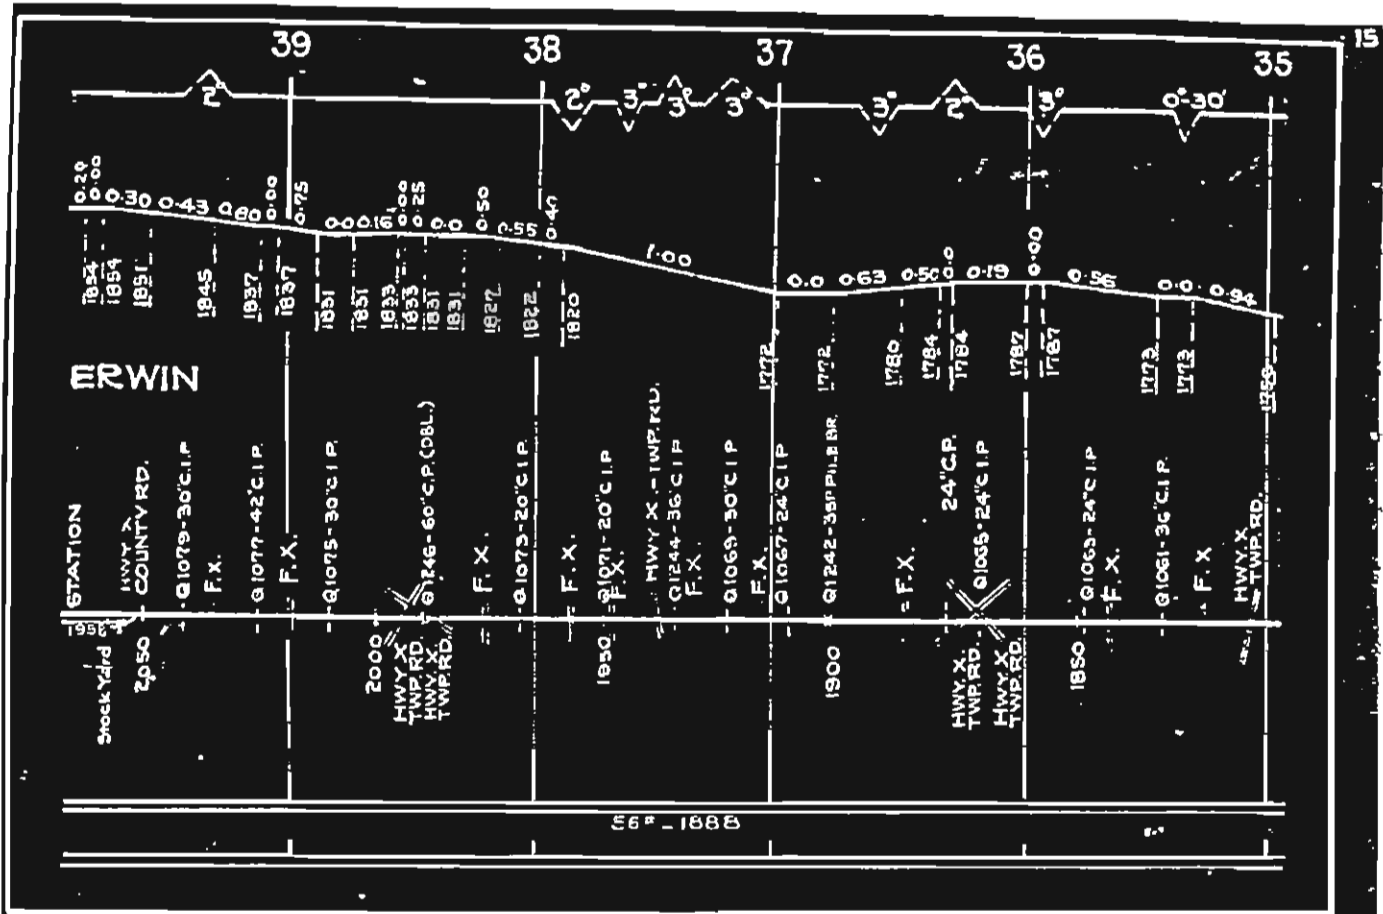 15
39 38 37 36 35
2° 2° 3° 3° 3° 3° 2° 3° 0°-30'
0.20 0.00 0.30 0.43 0.60 0.00 0.75 0.0 0.16 0.00 0.25 0.0 0.50 0.55 0.40 1.00 0.0 0.63 0.50 0.0 0.19 0.00 0.56 0.0 0.94
1854 1854 1851 1845 1837 1837 1831 1831 1833 1833 1831 1831 1827 1822 1820 1772 1772 1780 1784 1784 1787 1787 1773 1773
ERWIN
STATION
HWY X
COUNTY RD.
Q1079-30"C.I.P
F.X.
Q1077-42"C.I.P.
F.X.
Q1075-30"C.I.P.
Q1246-60"C.P.(DBL.)
F.X.
Q1073-20"C.I.P.
F.X.
Q1071-20"C.I.P.
F.X.
HWY X.-TWP.RD.
Q1244-36"C I P
F.X.
Q1069-30"C I P
F.X.
Q1067-24"C I P
F.X.
24"C.P.
Q1065-24"C I.P
Q1063-24"C I.P
F.X.
Q1061-36"C.I.P.
F.X
HWY.X
TWP.RD.
Stock Yard
2050
2000
HWY. X
TWP.RD.
HWY. X.
TWP.RD.
1950
1900
HWY. X.
TWP. RD.
HWY. X
TWP.RD.
1850
56# - 1888